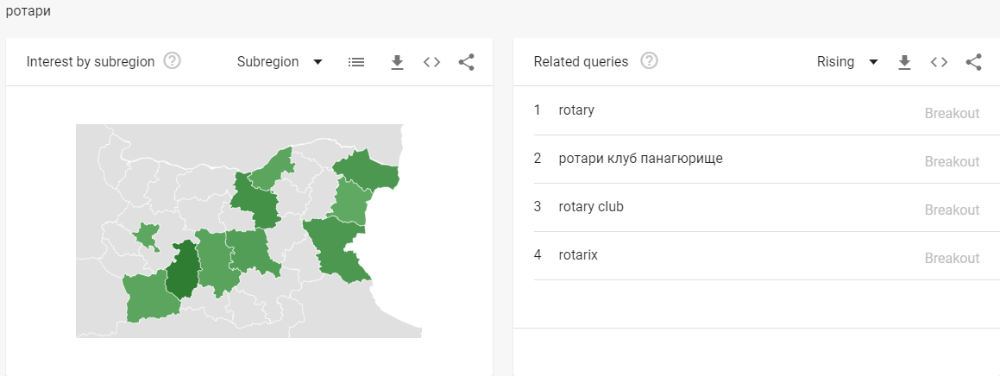 ротари
Interest by subregion
Subregion
Related queries
Rising
1 rotary Breakout
2 ротари клуб панагюрище Breakout
3 rotary club Breakout
4 rotarix Breakout